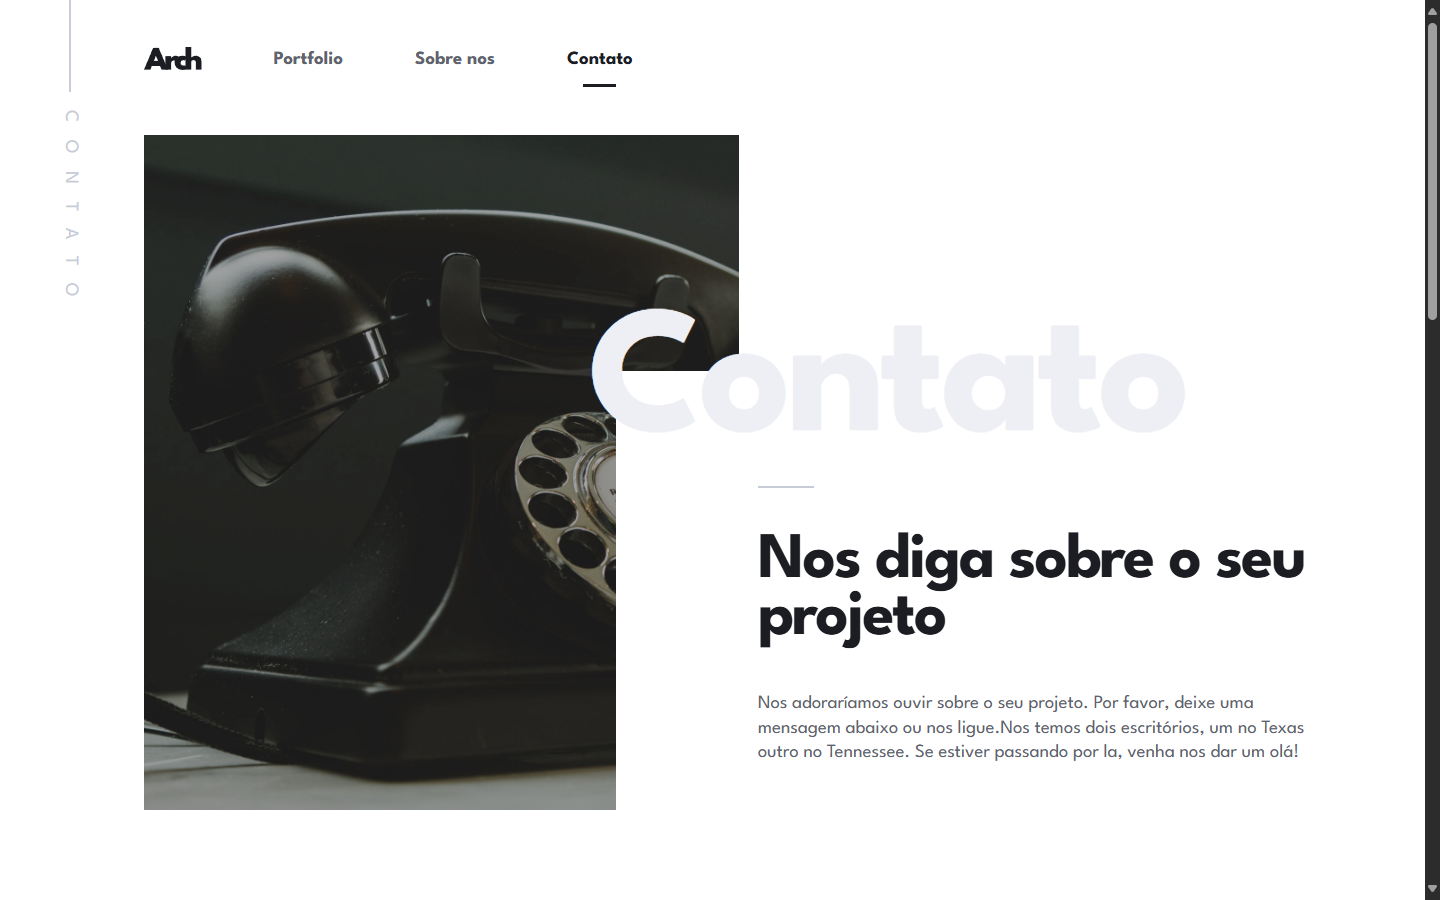 Arch
Portfolio
Sobre nos
Contato
CONTATO
Contato
Nos diga sobre o seu
projeto
Nos adoraríamos ouvir sobre o seu projeto. Por favor, deixe uma
mensagem abaixo ou nos ligue.Nos temos dois escritórios, um no Texas
outro no Tennessee. Se estiver passando por la, venha nos dar um olá!